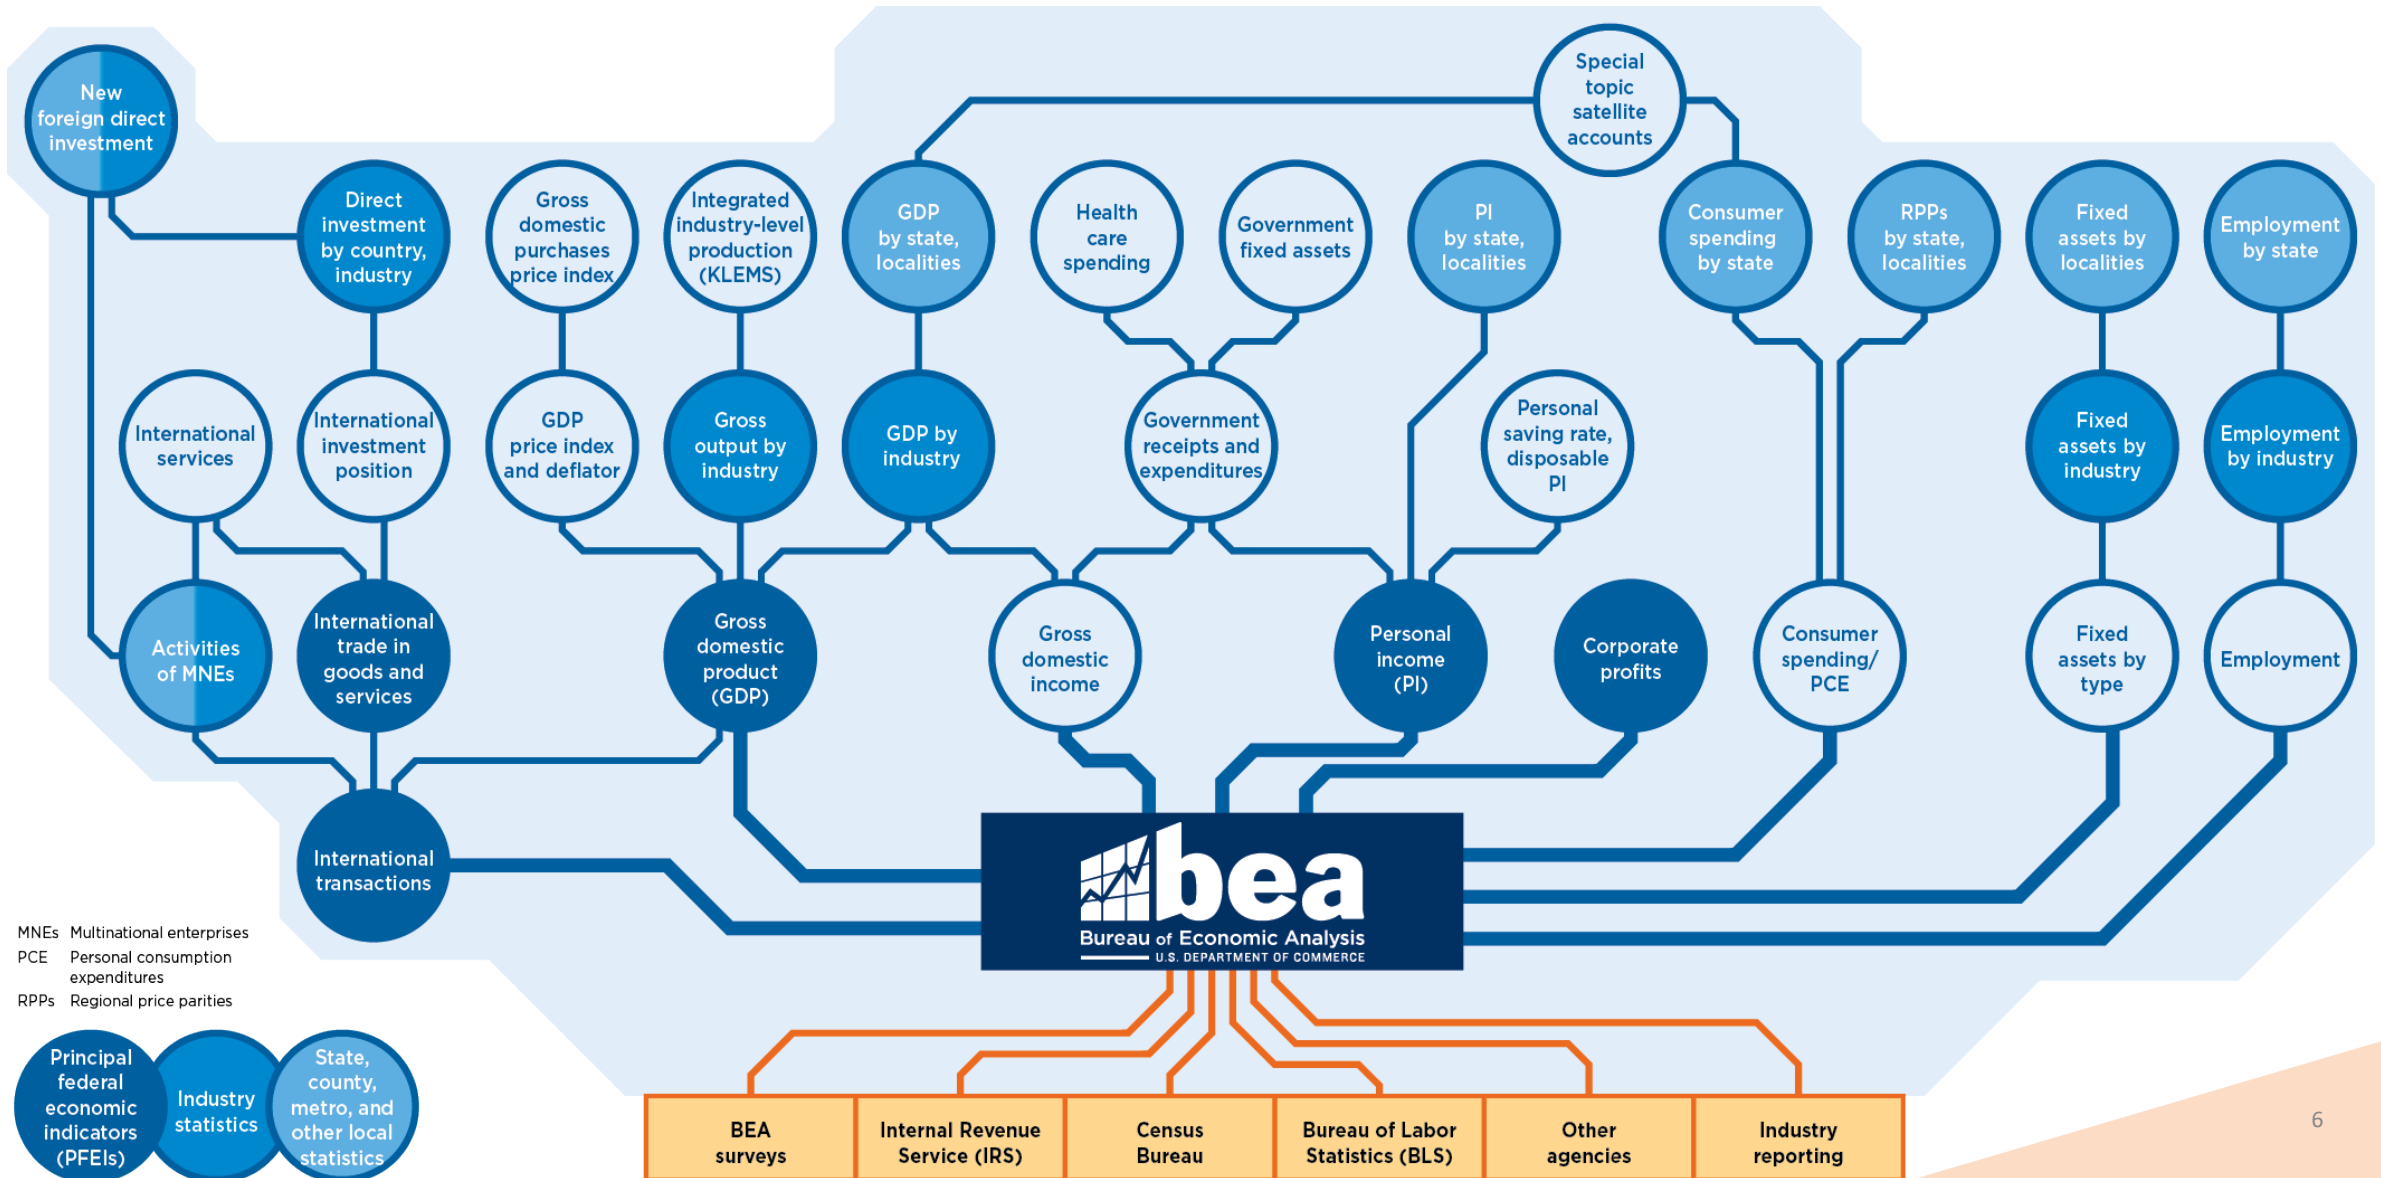 Special
topic
satellite
accounts
New
foreign direct
investment
Direct
investment
by country,
industry
Gross
domestic
purchases
price index
Integrated
industry-level
production
(KLEMS)
GDP
by state,
localities
Health
care
spending
Government
fixed assets
PI
by state,
localities
Consumer
spending
by state
RPPs
by state,
localities
Fixed
assets by
localities
Employment
by state
International
services
International
investment
position
GDP
price index
and deflator
Gross
output by
industry
GDP by
industry
Government
receipts and
expenditures
Personal
saving rate,
disposable
PI
Fixed
assets by
industry
Employment
by industry
Activities
of MNEs
International
trade in
goods and
services
Gross
domestic
product
(GDP)
Gross
domestic
income
Personal
income
(PI)
Corporate
profits
Consumer
spending/
PCE
Fixed
assets by
type
Employment
International
transactions
bea
Bureau of Economic Analysis
U.S. DEPARTMENT OF COMMERCE
MNEs Multinational enterprises
PCE Personal consumption
expenditures
RPPs Regional price parities
Principal
federal
economic
indicators
(PFEIs)
Industry
statistics
State,
county,
metro, and
other local
statistics
BEA
surveys
Internal Revenue
Service (IRS)
Census
Bureau
Bureau of Labor
Statistics (BLS)
Other
agencies
Industry
reporting
6